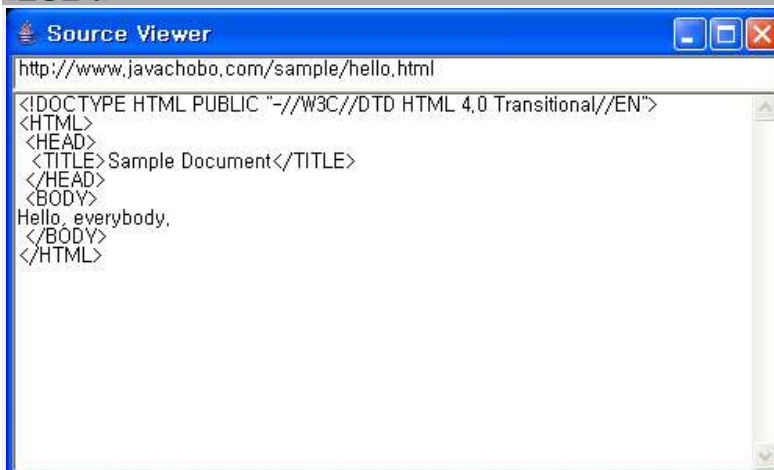 Source Viewer
http://www.javachobo.com/sample/hello.html
<!DOCTYPE HTML PUBLIC "-//W3C//DTD HTML 4.0 Transitional//EN">
<HTML>
<HEAD>
<TITLE>Sample Document</TITLE>
</HEAD>
<BODY>
Hello, everybody.
</BODY>
</HTML>